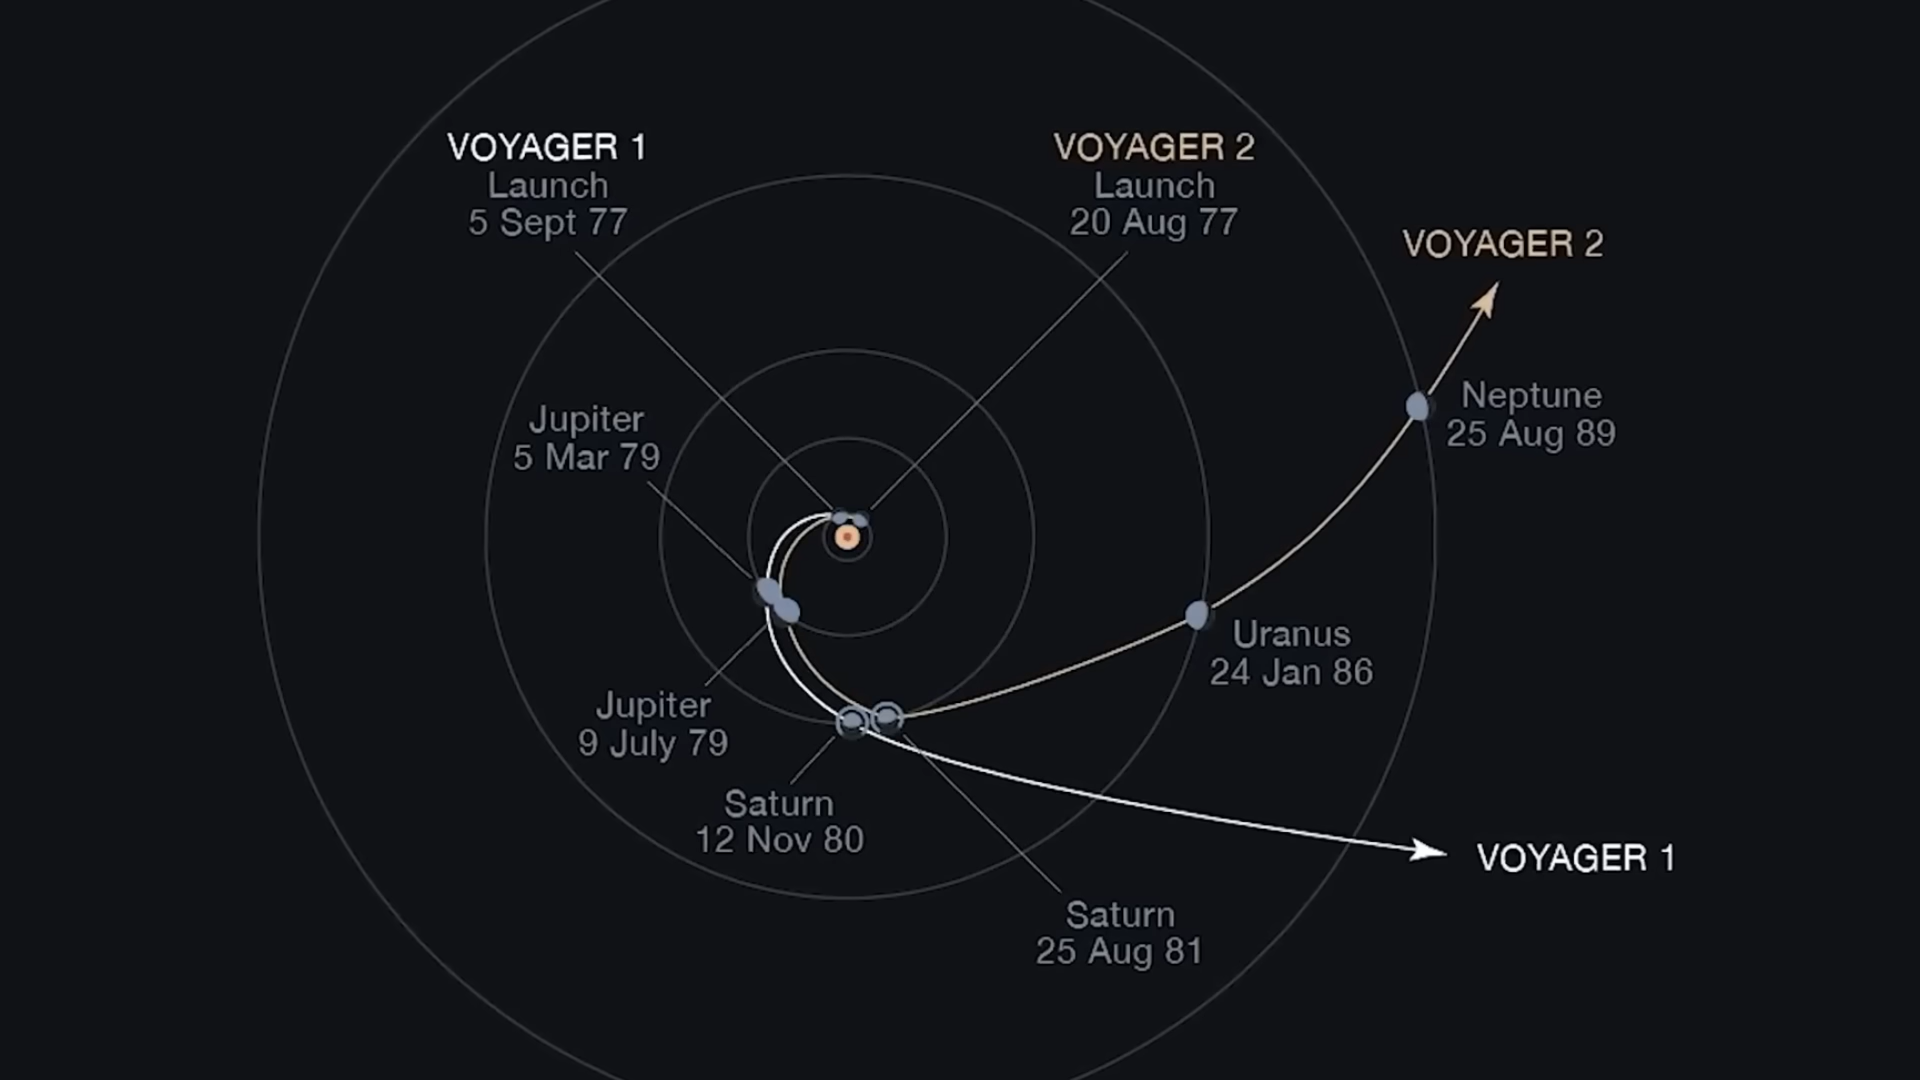 VOYAGER 1
Launch
5 Sept 77
VOYAGER 2
Launch
20 Aug 77
VOYAGER 2
Neptune
25 Aug 89
Jupiter
5 Mar 79
Uranus
24 Jan 86
Jupiter
9 July 79
Saturn
12 Nov 80
VOYAGER 1
Saturn
25 Aug 81